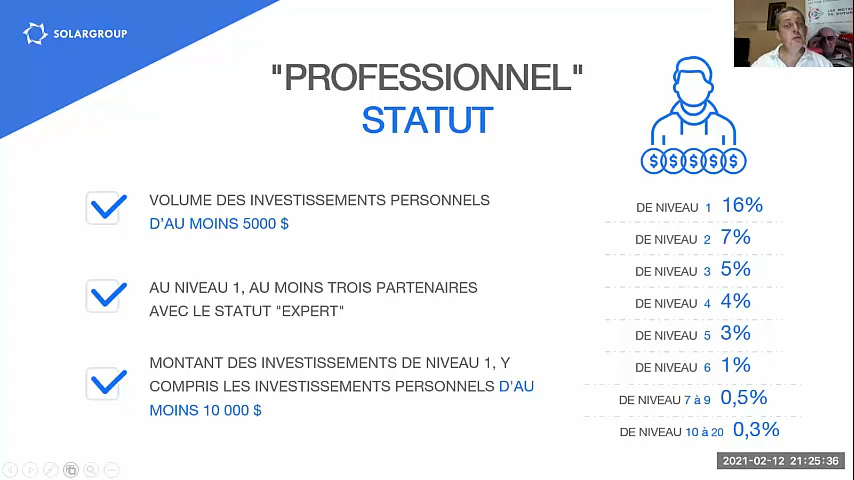 SOLARGROUP
"PROFESSIONNEL"
STATUT
VOLUME DES INVESTISSEMENTS PERSONNELS
D'AU MOINS 5000 $
AU NIVEAU 1, AU MOINS TROIS PARTENAIRES
AVEC LE STATUT "EXPERT"
MONTANT DES INVESTISSEMENTS DE NIVEAU 1, Y
COMPRIS LES INVESTISSEMENTS PERSONNELS D'AU
MOINS 10 000 $
$ $ $ $ $
DE NIVEAU 1 16%
DE NIVEAU 2 7%
DE NIVEAU 3 5%
DE NIVEAU 4 4%
DE NIVEAU 5 3%
DE NIVEAU 6 1%
DE NIVEAU 7 à 9 0,5%
DE NIVEAU 10 à 20 0,3%
2021-02-12 21:25:36